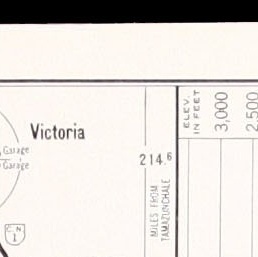 Victoria
Garage
Garage
214.6
MILES FROM
TAMAZUNCHALE
ELEV.
IN FEET
3,000
2,500
C. N.
1